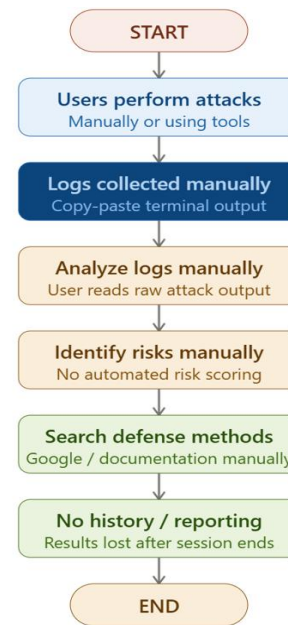 START
Users perform attacks
Manually or using tools
Logs collected manually
Copy-paste terminal output
Analyze logs manually
User reads raw attack output
Identify risks manually
No automated risk scoring
Search defense methods
Google / documentation manually
No history / reporting
Results lost after session ends
END